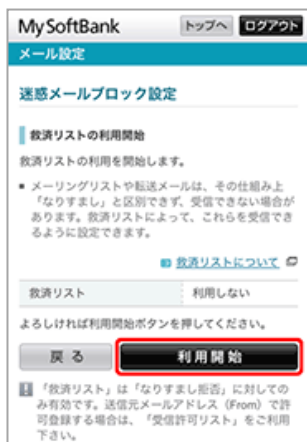 My SoftBank トップへ ログアウト
メール設定
迷惑メールブロック設定
救済リストの利用開始
救済リストの利用を開始します。
■ メーリングリストや転送メールは、その仕組み上
「なりすまし」と区別できず、受信できない場合が
あります。救済リストによって、これらを受信でき
るように設定できます。
救済リストについて
救済リスト 利用しない
よろしければ利用開始ボタンを押してください。
戻る 利用開始
「救済リスト」は「なりすまし拒否」に対しての
み有効です。送信元メールアドレス（From）で許
可登録する場合は、「受信許可リスト」をご利用
下さい。